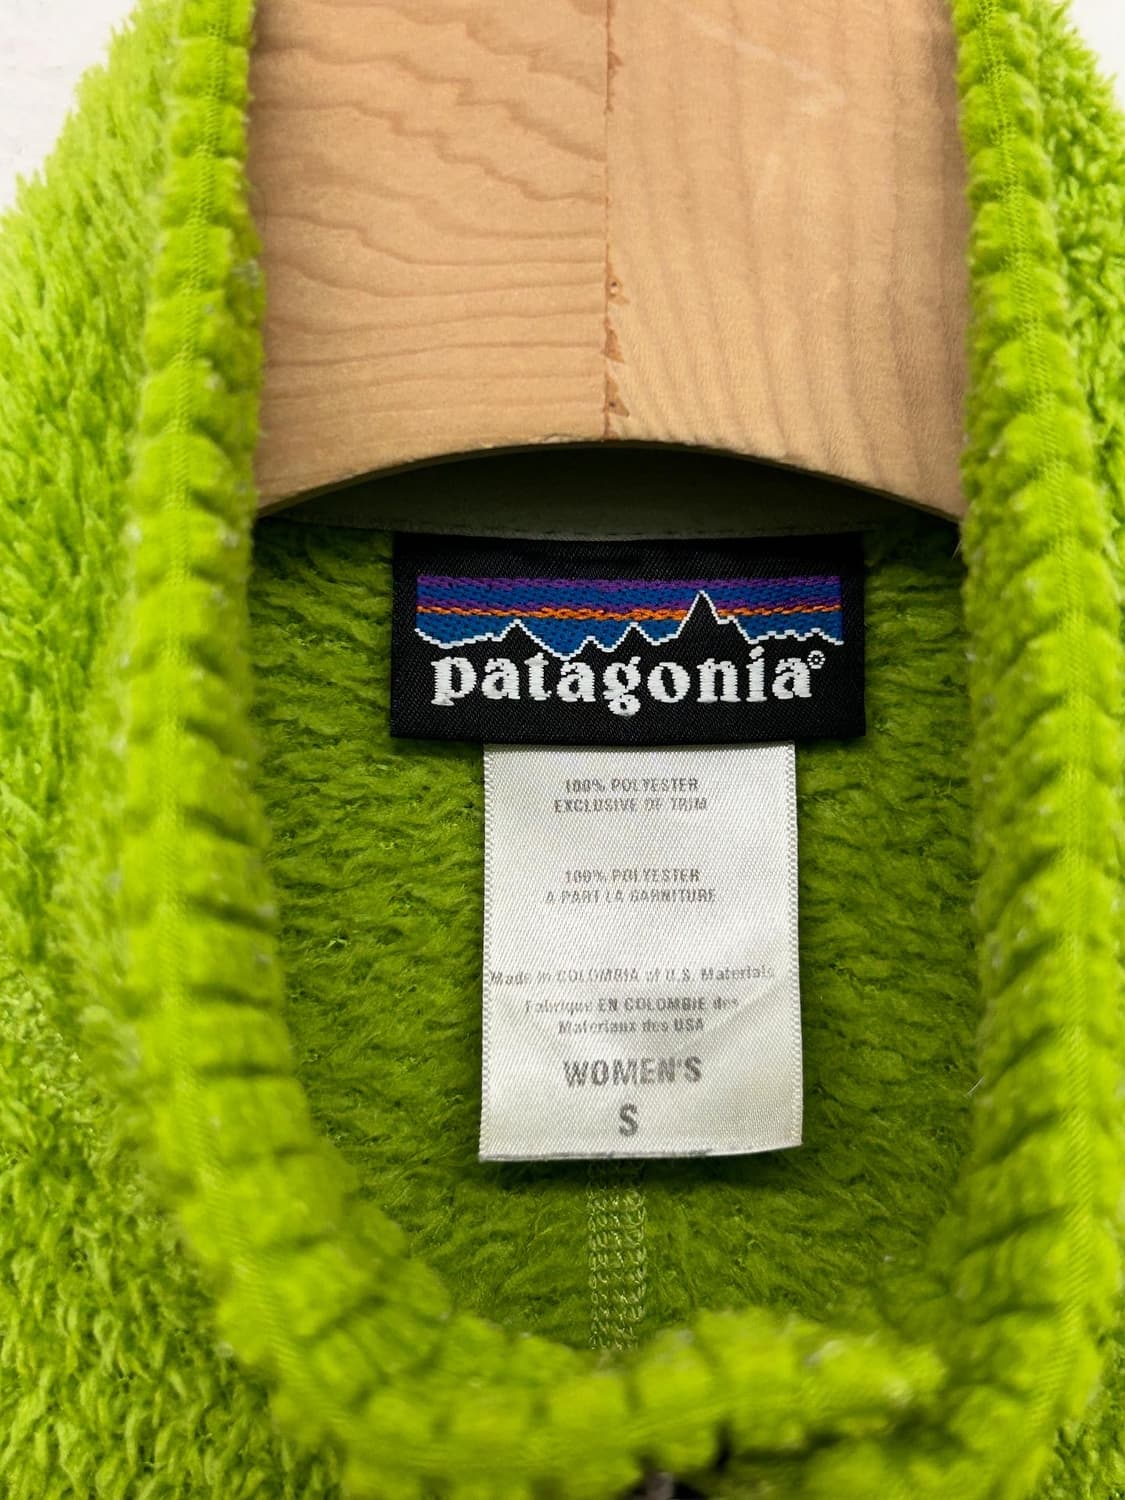 patagonia®
100% POLYESTER
EXCLUSIVE OF TRIM
100% POLYESTER
A PART LA GARNITURE
Made in COLOMBIA of U.S. Materials
Fabrique EN COLOMBIE des
Materiaux des USA
WOMEN'S
S